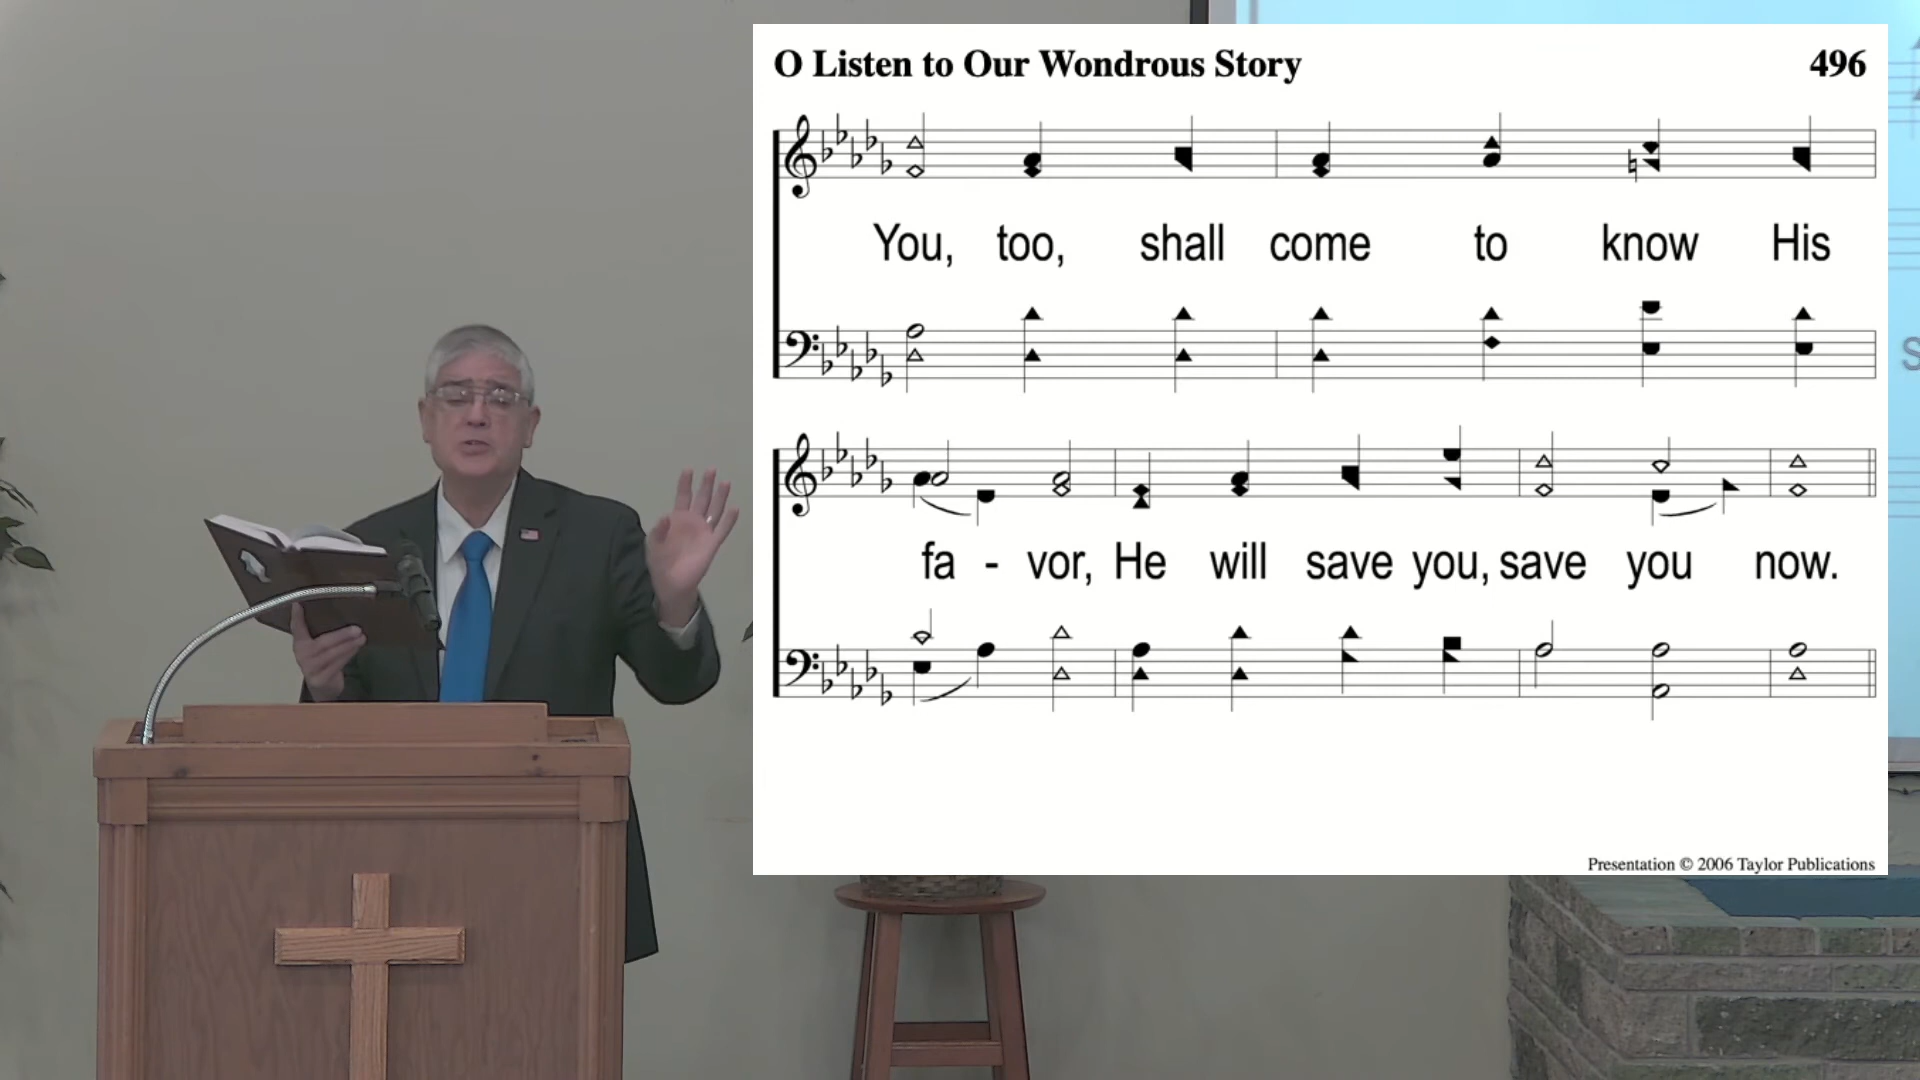 O Listen to Our Wondrous Story 496
You, too, shall come to know His
fa - vor, He will save you, save you now.
Presentation © 2006 Taylor Publications